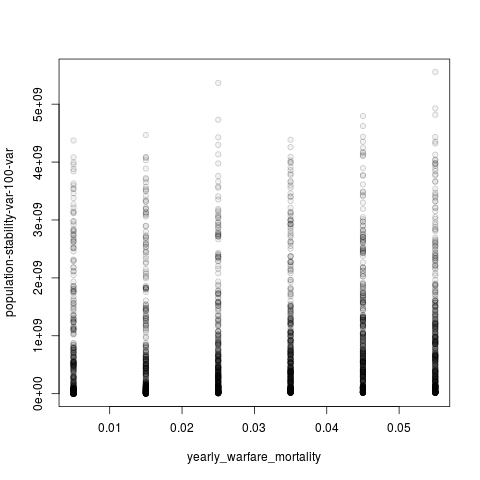 5e+09
4e+09
3e+09
2e+09
1e+09
0e+00
population-stability-var-100-var
0.01 0.02 0.03 0.04 0.05
yearly_warfare_mortality